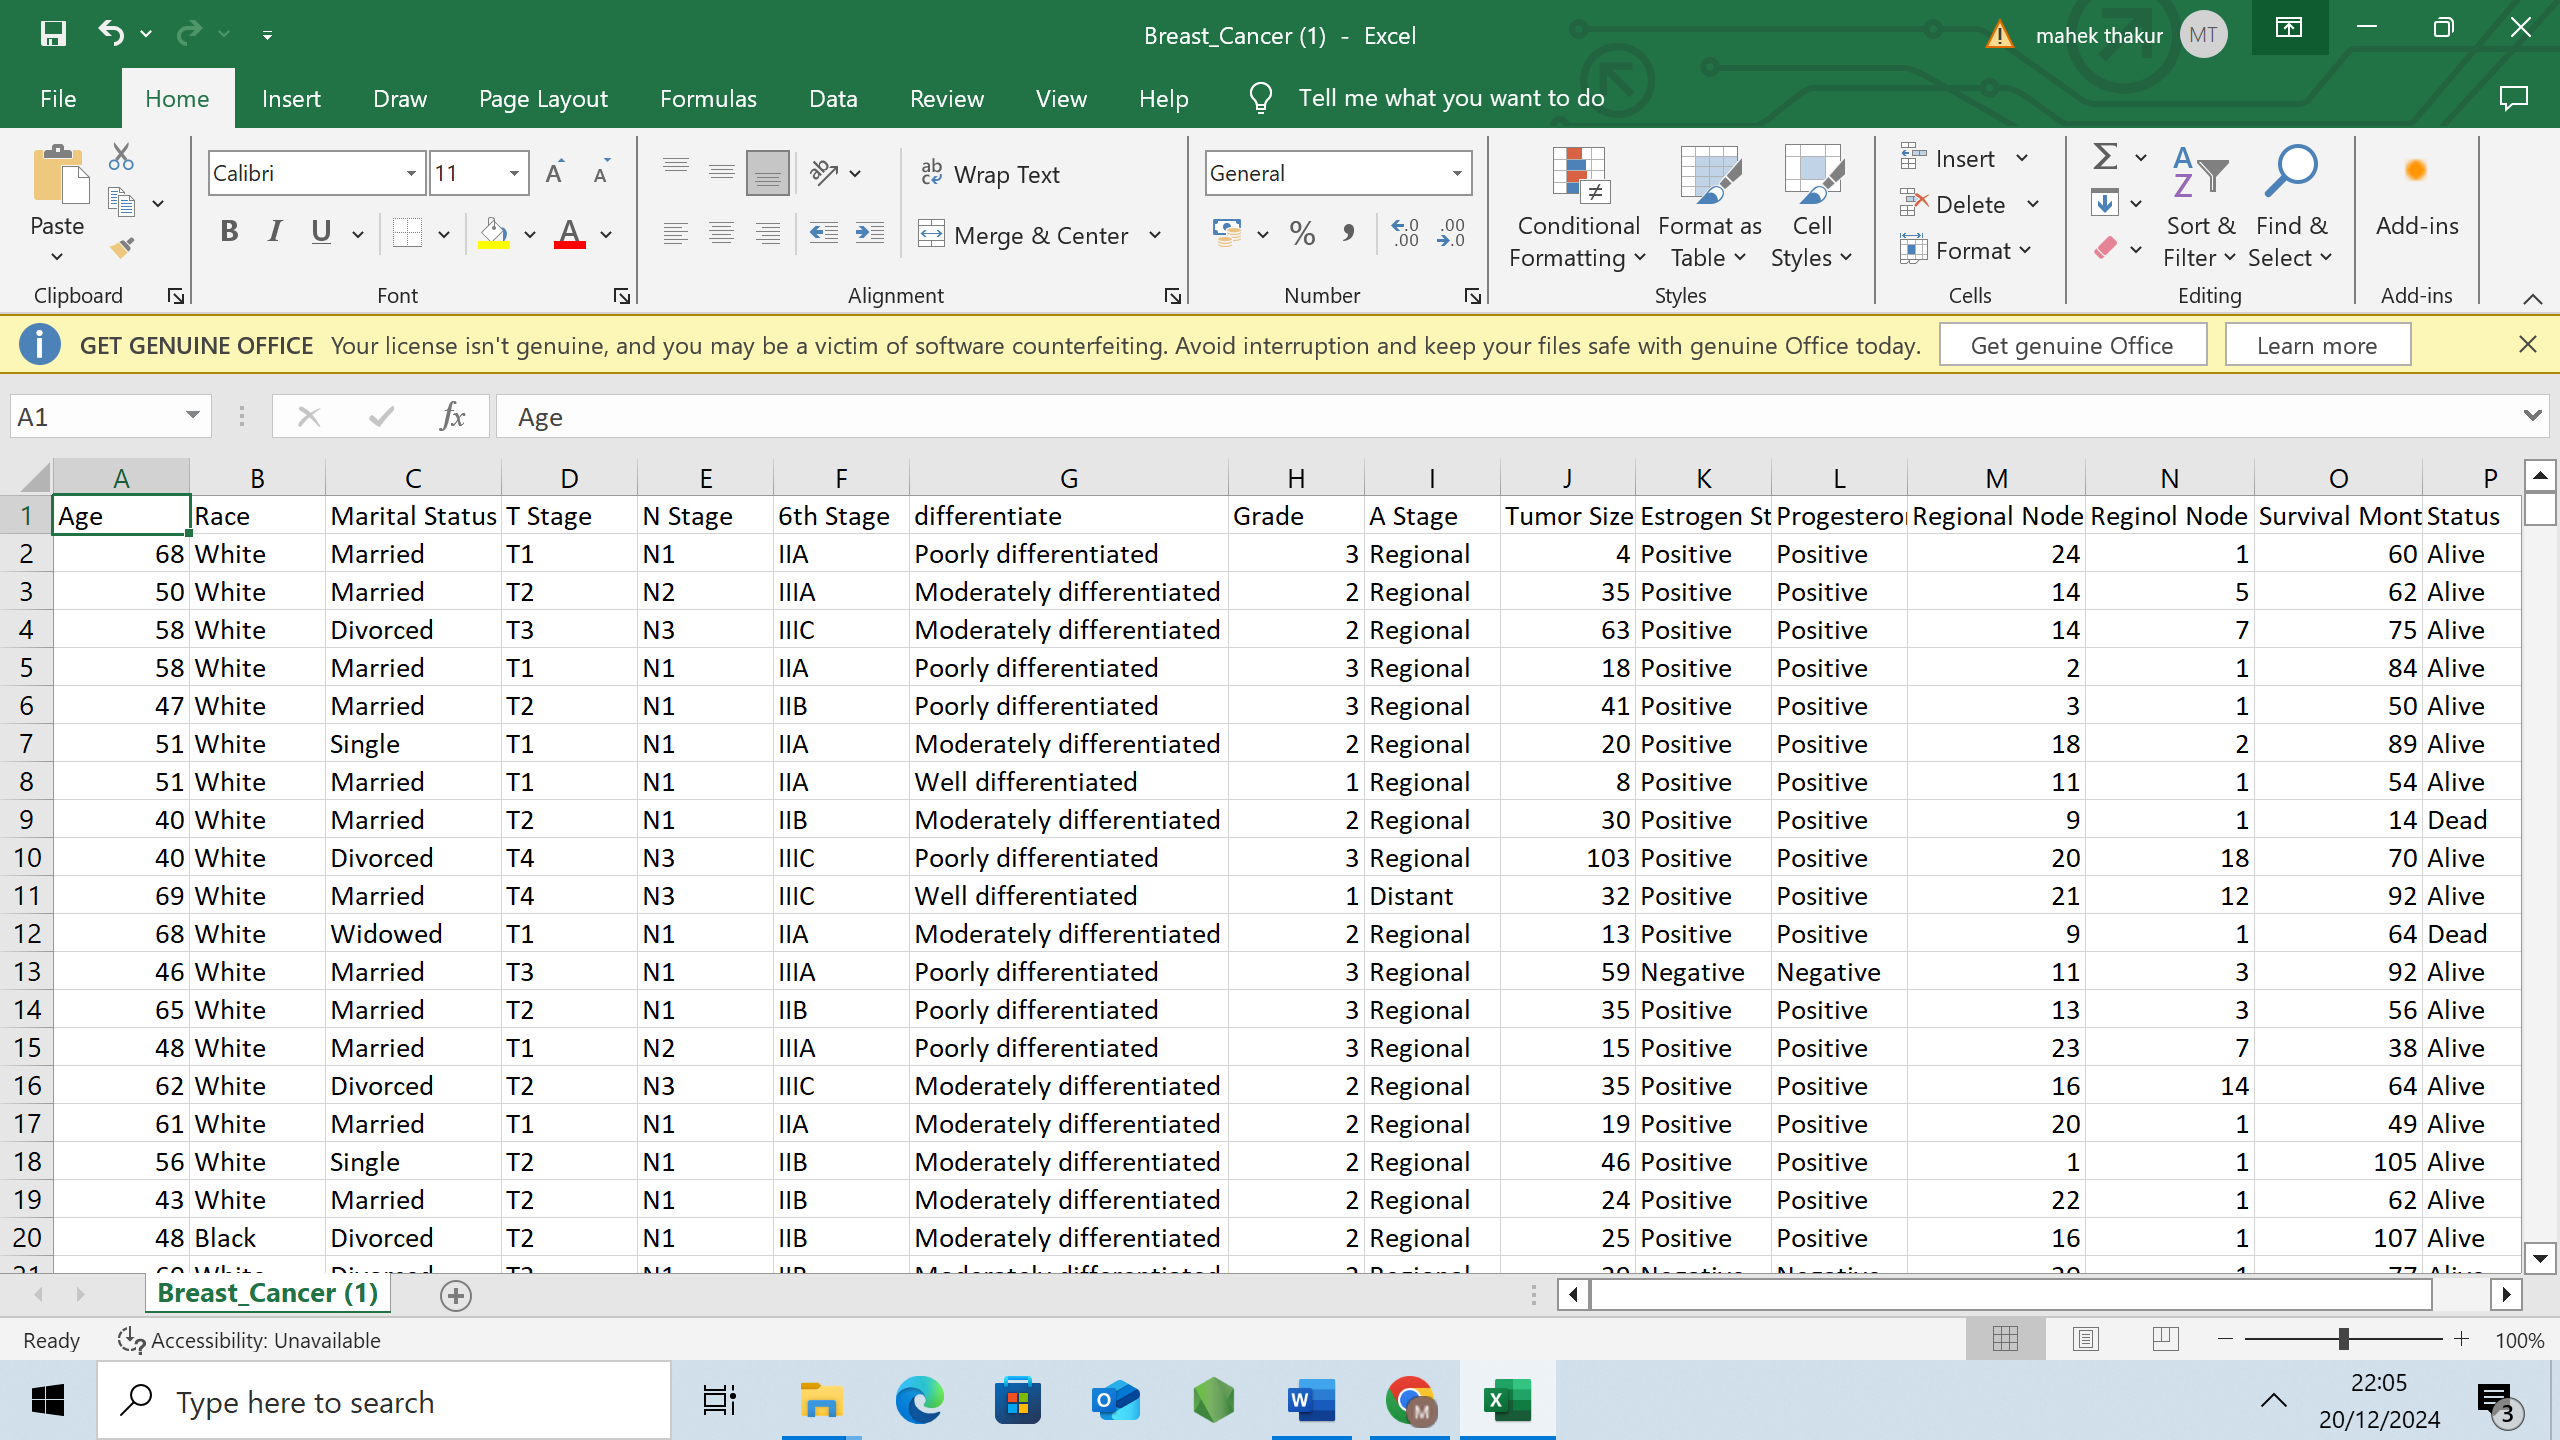 Breast_Cancer (1) - Excel
mahek thakur MT
File Home Insert Draw Page Layout Formulas Data Review View Help Tell me what you want to do
Paste
Clipboard
Calibri 11
B I U A
Font
Wrap Text
Merge & Center
Alignment
General
% , .00
Number
Conditional Formatting
Format as Table
Cell Styles
Styles
Insert
Delete
Format
Cells
Sort & Filter
Find & Select
Editing
Add-ins
Add-ins
GET GENUINE OFFICE Your license isn't genuine, and you may be a victim of software counterfeiting. Avoid interruption and keep your files safe with genuine Office today. Get genuine Office Learn more
A1 fx Age
A B C D E F G H I J K L M N O P
1 Age Race Marital Status T Stage N Stage 6th Stage differentiate Grade A Stage Tumor Size Estrogen St Progestero Regional Node Reginol Node Survival Mont Status
2 68 White Married T1 N1 IIA Poorly differentiated 3 Regional 4 Positive Positive 24 1 60 Alive
3 50 White Married T2 N2 IIIA Moderately differentiated 2 Regional 35 Positive Positive 14 5 62 Alive
4 58 White Divorced T3 N3 IIIC Moderately differentiated 2 Regional 63 Positive Positive 14 7 75 Alive
5 58 White Married T1 N1 IIA Poorly differentiated 3 Regional 18 Positive Positive 2 1 84 Alive
6 47 White Married T2 N1 IIB Poorly differentiated 3 Regional 41 Positive Positive 3 1 50 Alive
7 51 White Single T1 N1 IIA Moderately differentiated 2 Regional 20 Positive Positive 18 2 89 Alive
8 51 White Married T1 N1 IIA Well differentiated 1 Regional 8 Positive Positive 11 1 54 Alive
9 40 White Married T2 N1 IIB Moderately differentiated 2 Regional 30 Positive Positive 9 1 14 Dead
10 40 White Divorced T4 N3 IIIC Poorly differentiated 3 Regional 103 Positive Positive 20 18 70 Alive
11 69 White Married T4 N3 IIIC Well differentiated 1 Distant 32 Positive Positive 21 12 92 Alive
12 68 White Widowed T1 N1 IIA Moderately differentiated 2 Regional 13 Positive Positive 9 1 64 Dead
13 46 White Married T3 N1 IIIA Poorly differentiated 3 Regional 59 Negative Negative 11 3 92 Alive
14 65 White Married T2 N1 IIB Poorly differentiated 3 Regional 35 Positive Positive 13 3 56 Alive
15 48 White Married T1 N2 IIIA Poorly differentiated 3 Regional 15 Positive Positive 23 7 38 Alive
16 62 White Divorced T2 N3 IIIC Moderately differentiated 2 Regional 35 Positive Positive 16 14 64 Alive
17 61 White Married T1 N1 IIA Moderately differentiated 2 Regional 19 Positive Positive 20 1 49 Alive
18 56 White Single T2 N1 IIB Moderately differentiated 2 Regional 46 Positive Positive 1 1 105 Alive
19 43 White Married T2 N1 IIB Moderately differentiated 2 Regional 24 Positive Positive 22 1 62 Alive
20 48 Black Divorced T2 N1 IIB Moderately differentiated 2 Regional 25 Positive Positive 16 1 107 Alive
Breast_Cancer (1)
Ready Accessibility: Unavailable 100%
Type here to search
22:05
20/12/2024
3